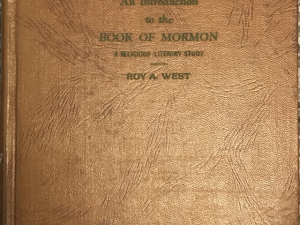 An Introduction
to the
BOOK OF MORMON
A RELIGIOUS LITERARY STUDY
ROY A. WEST